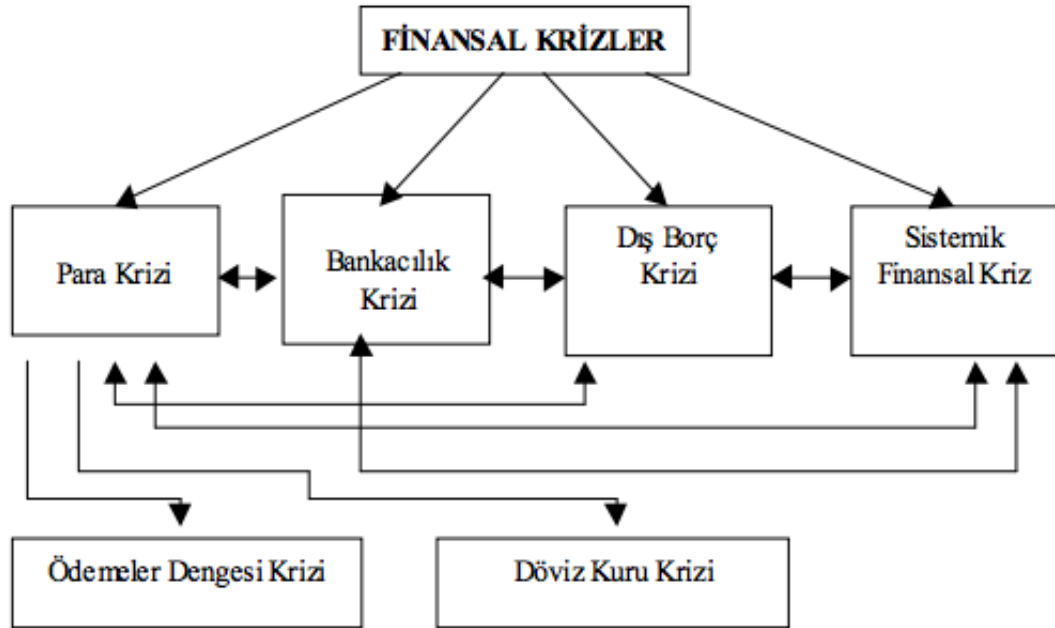 FİNANSAL KRİZLER
Para Krizi
Bankacılık
Krizi
Dış Borç
Krizi
Sistemik
Finansal Kriz
Ödemeler Dengesi Krizi
Döviz Kuru Krizi